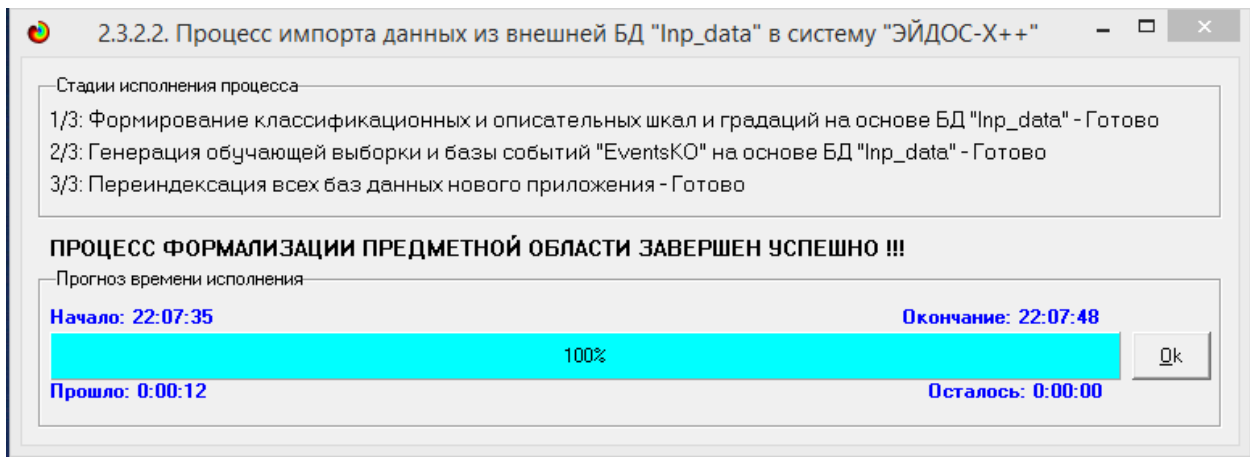 2.3.2.2. Процесс импорта данных из внешней БД "Inp_data" в систему "ЭЙДОС-X++"
Стадии исполнения процесса
1/3: Формирование классификационных и описательных шкал и градаций на основе БД "Inp_data" - Готово
2/3: Генерация обучающей выборки и базы событий "EventsKO" на основе БД "Inp_data" - Готово
3/3: Переиндексация всех баз данных нового приложения - Готово
ПРОЦЕСС ФОРМАЛИЗАЦИИ ПРЕДМЕТНОЙ ОБЛАСТИ ЗАВЕРШЕН УСПЕШНО !!!
Прогноз времени исполнения
Начало: 22:07:35 Окончание: 22:07:48
100% Ok
Прошло: 0:00:12 Осталось: 0:00:00